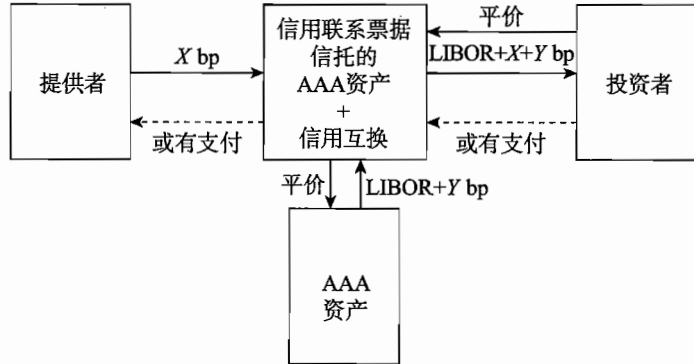 提供者
X bp
或有支付
信用联系票据
信托的
AAA资产
+
信用互换
平价
LIBOR+X+Y bp
或有支付
投资者
平价
LIBOR+Y bp
AAA
资产